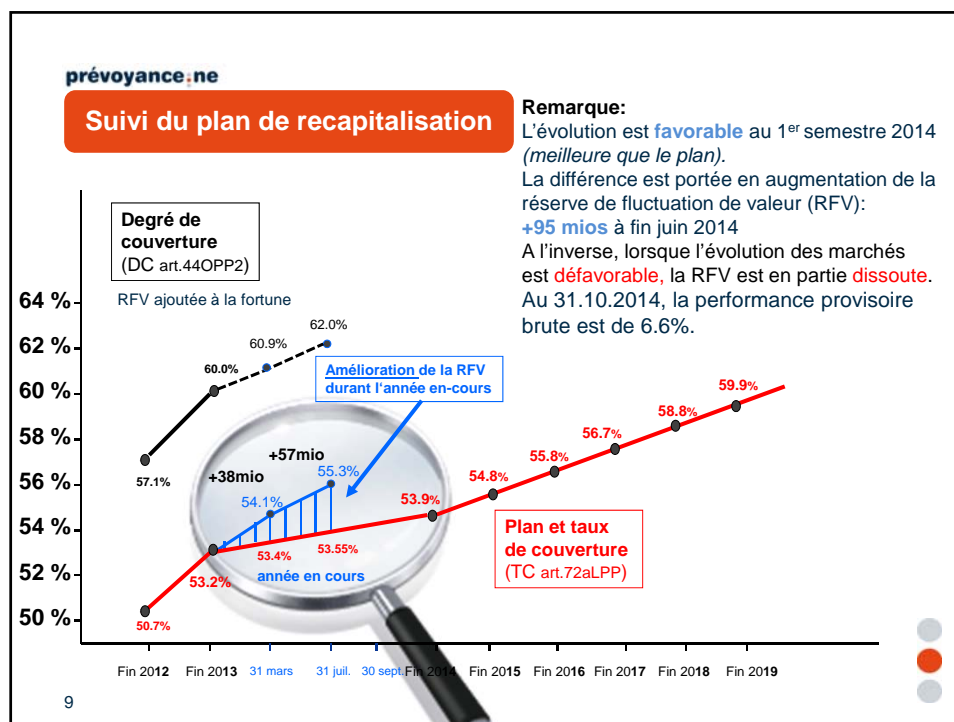 prévoyance.ne
Suivi du plan de recapitalisation
Remarque:
L'évolution est favorable au 1er semestre 2014
(meilleure que le plan).
La différence est portée en augmentation de la
réserve de fluctuation de valeur (RFV):
+95 mios à fin juin 2014
A l'inverse, lorsque l'évolution des marchés
est défavorable, la RFV est en partie dissoute.
Au 31.10.2014, la performance provisoire
brute est de 6.6%.
Degré de
couverture
(DC art.44OPP2)
RFV ajoutée à la fortune
64 %
62 %
60 %
58 %
56 %
54 %
52 %
50 %
57.1%
60.0%
60.9%
62.0%
Amélioration de la RFV
durant l'année en-cours
+38mio
+57mio
54.1%
55.3%
50.7%
53.2%
53.4%
53.55%
année en cours
53.9%
54.8%
55.8%
56.7%
58.8%
59.9%
Plan et taux
de couverture
(TC art.72aLPP)
Fin 2012
Fin 2013
31 mars
31 juil.
30 sept.
Fin 2014
Fin 2015
Fin 2016
Fin 2017
Fin 2018
Fin 2019
9